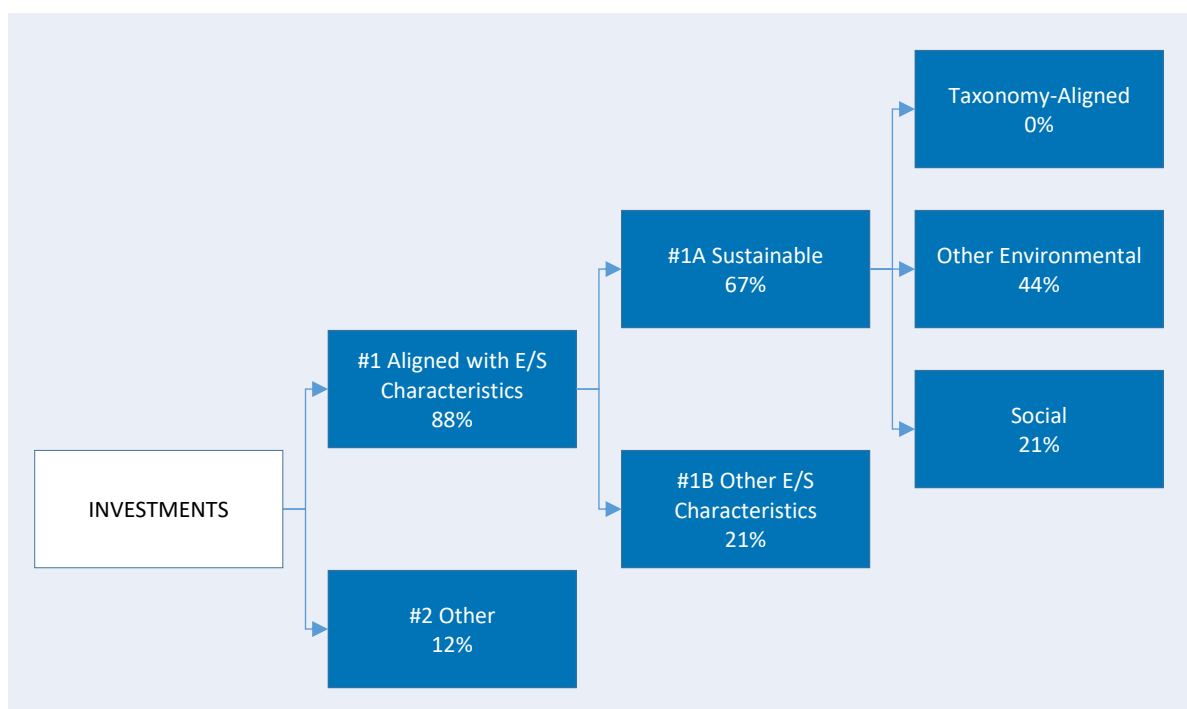 INVESTMENTS
#1 Aligned with E/S
Characteristics
88%
#2 Other
12%
#1A Sustainable
67%
#1B Other E/S
Characteristics
21%
Taxonomy-Aligned
0%
Other Environmental
44%
Social
21%